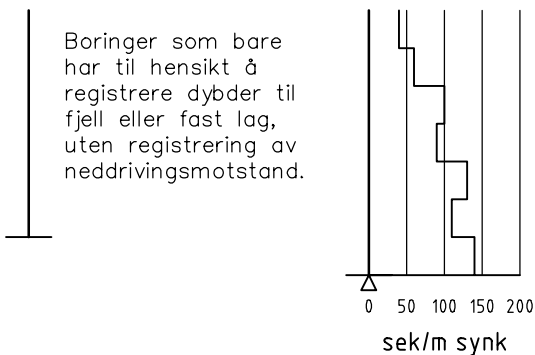 Boringer som bare
har til hensikt å
registrere dybder til
fjell eller fast lag,
uten registrering av
neddrivingsmotstand.
0 50 100 150 200
sek/m synk